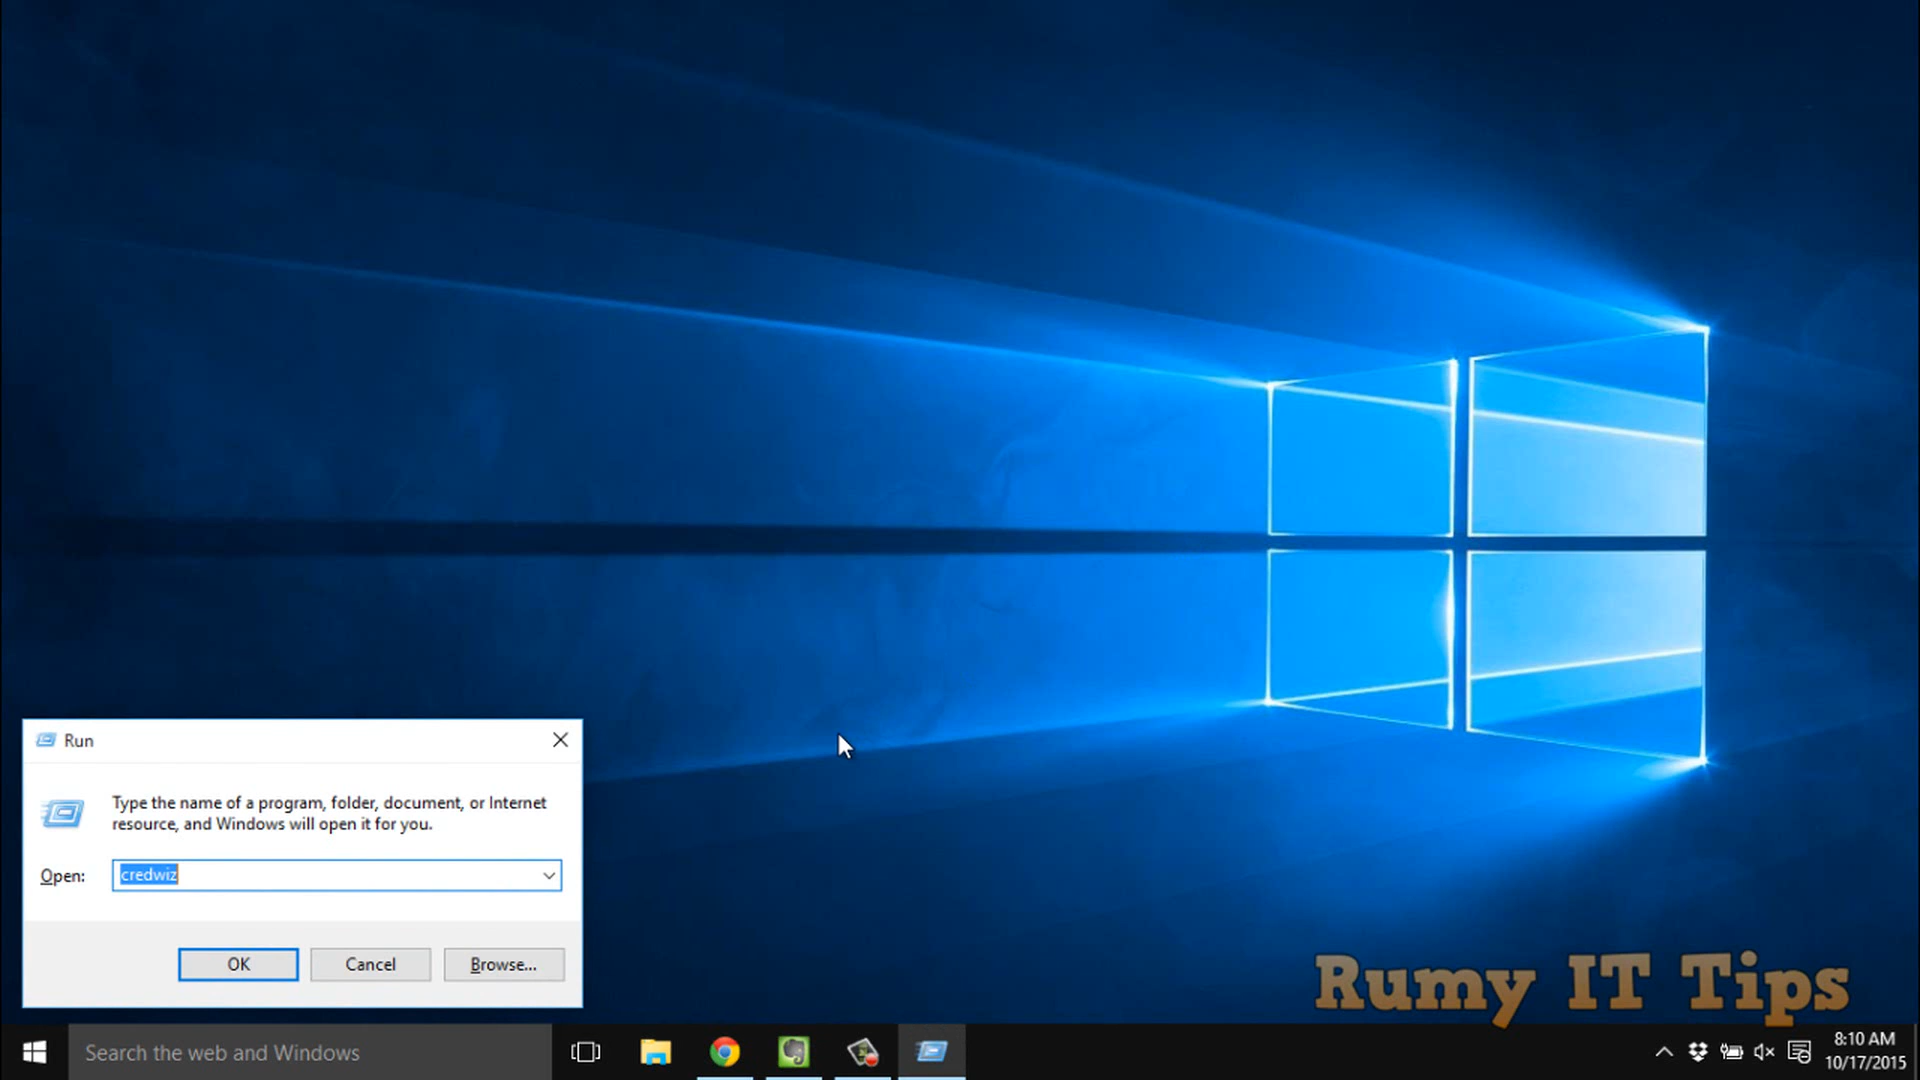 Run
Type the name of a program, folder, document, or Internet
resource, and Windows will open it for you.
Open:
credwiz
OK
Cancel
Browse...
Rumy IT Tips
Search the web and Windows
8:10 AM
10/17/2015